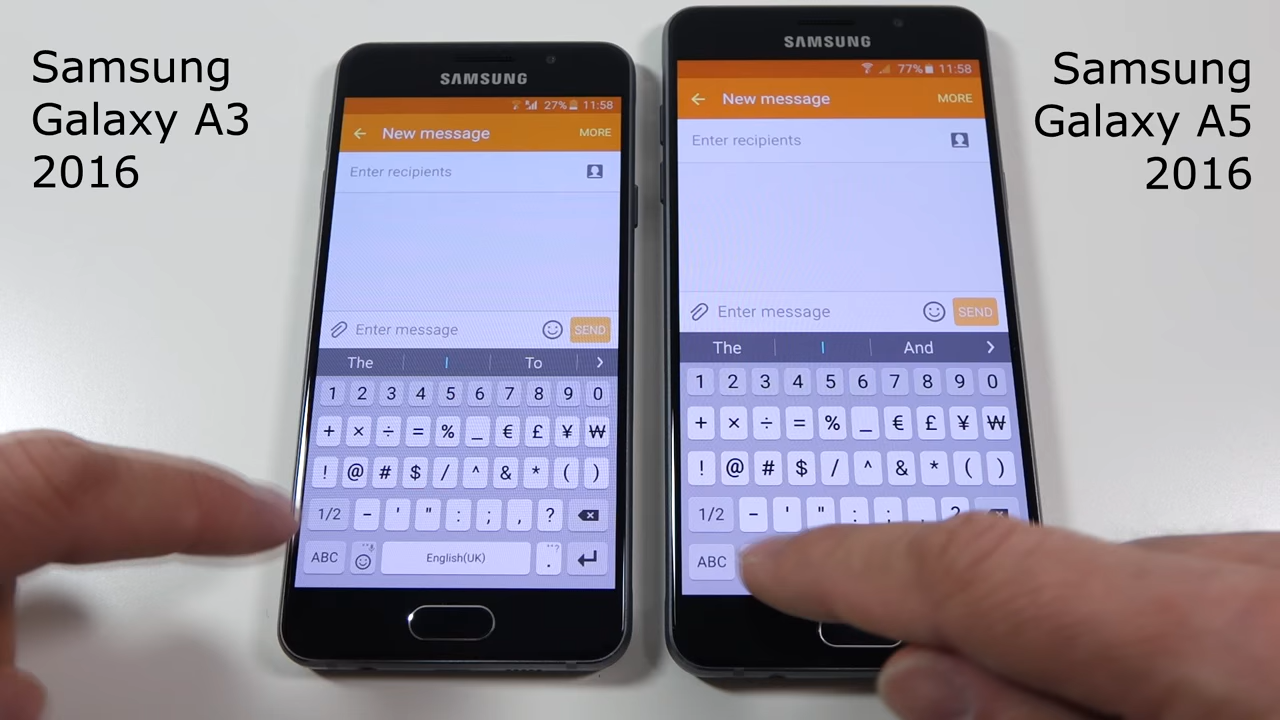 Samsung
Galaxy A3
2016
SAMSUNG
27% 11:58
New message MORE
Enter recipients
Enter message SEND
The I To
1 2 3 4 5 6 7 8 9 0
+ × ÷ = % _ € £ ¥ ₩
! @ # $ / ^ & * ( )
1/2 - ' " : ; , ?
ABC English(UK) .
Samsung
Galaxy A5
2016
SAMSUNG
77% 11:58
New message MORE
Enter recipients
Enter message SEND
The I And
1 2 3 4 5 6 7 8 9 0
+ × ÷ = % _ € £ ¥ ₩
! @ # $ / ^ & * ( )
1/2 - ' " : ; , ?
ABC